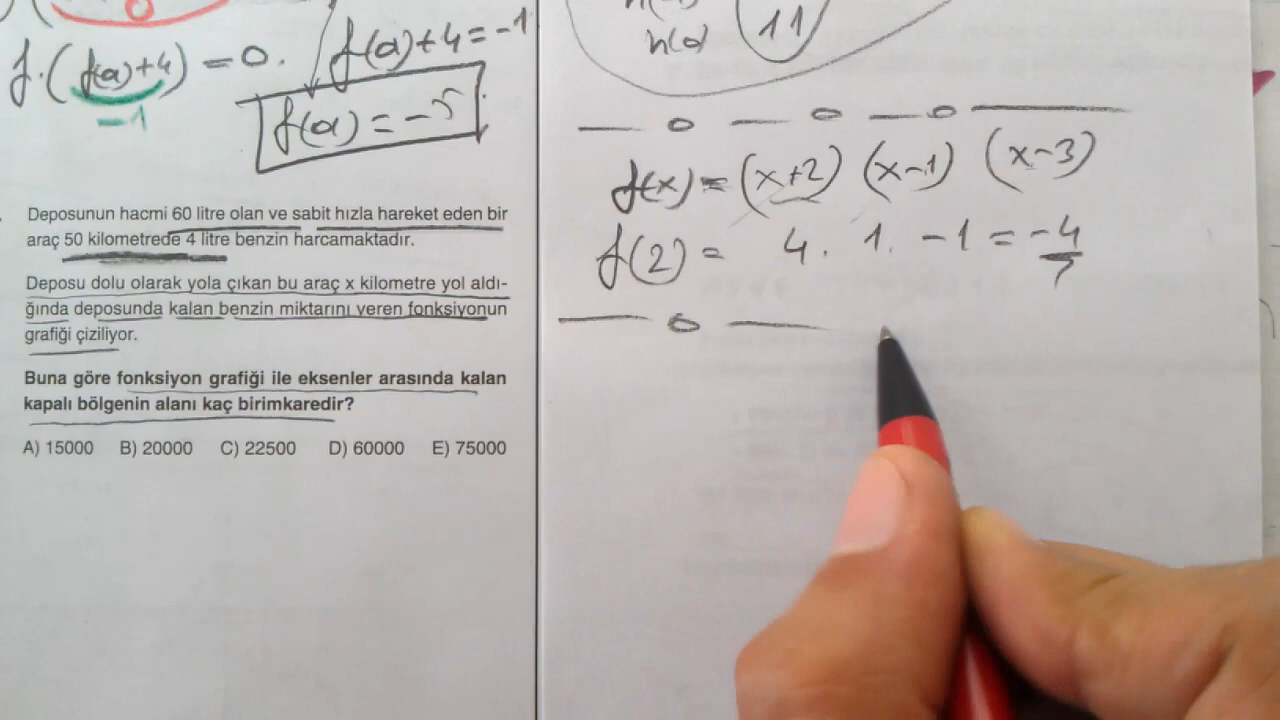 f(a)+4=-1
f.(f(a)+4)=0.
-1
f(a)=-5
Deposunun hacmi 60 litre olan ve sabit hızla hareket eden bir
araç 50 kilometrede 4 litre benzin harcamaktadır.
Deposu dolu olarak yola çıkan bu araç x kilometre yol aldı-
ğında deposunda kalan benzin miktarını veren fonksiyonun
grafiği çiziliyor.
Buna göre fonksiyon grafiği ile eksenler arasında kalan
kapalı bölgenin alanı kaç birimkaredir?
A) 15000 B) 20000 C) 22500 D) 60000 E) 75000
11
f(x)=(x+2) (x-1) (x-3)
f(2)= 4. 1. -1 = -4